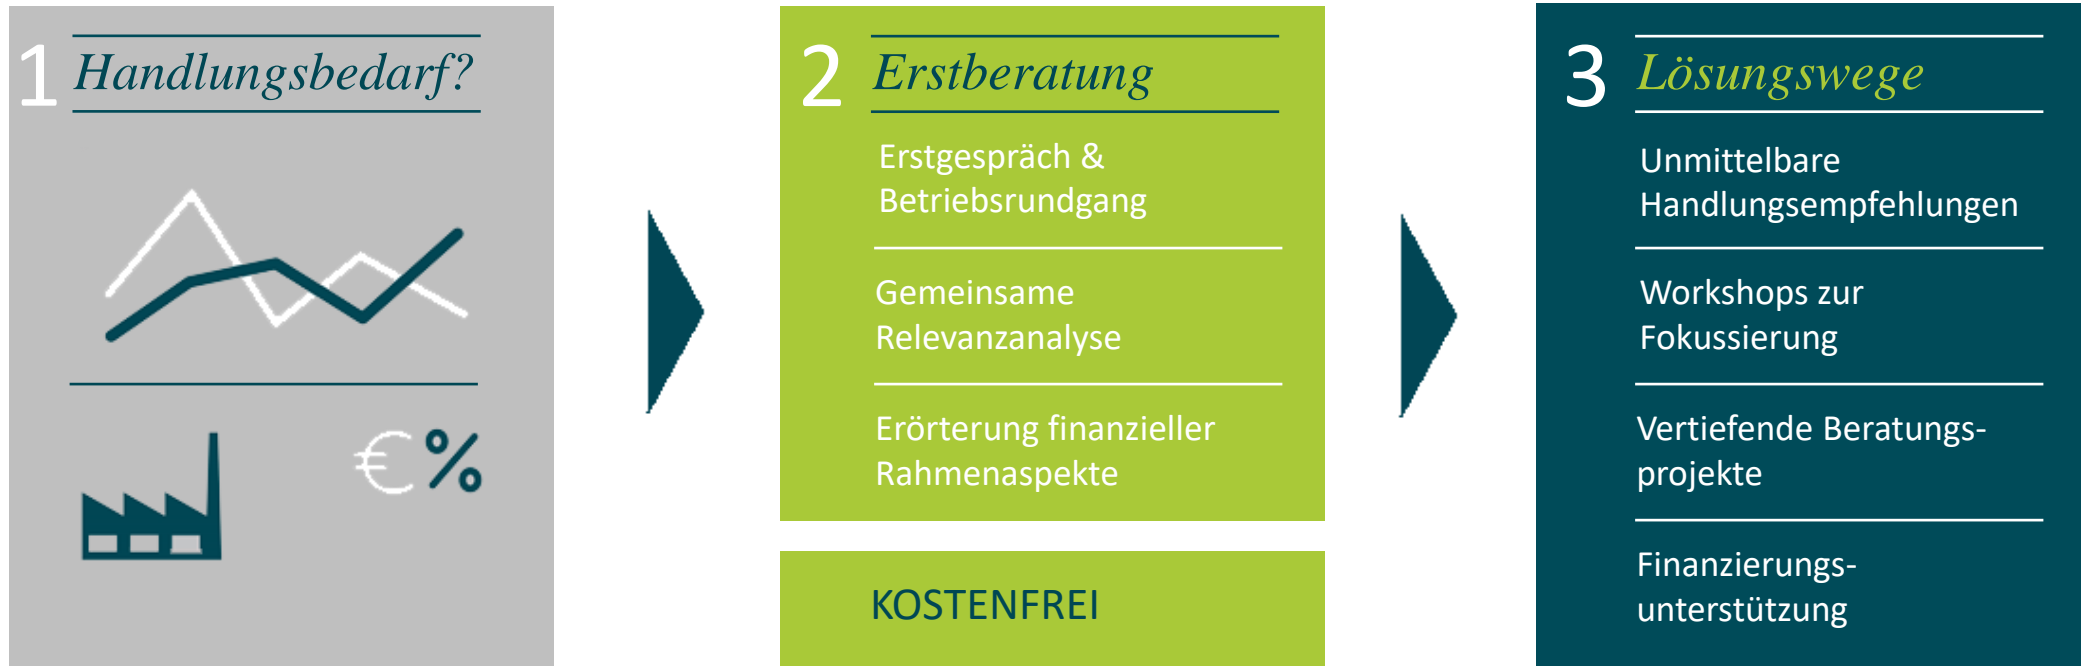 1 Handlungsbedarf?
€%
2 Erstberatung
Erstgespräch &
Betriebsrundgang
Gemeinsame
Relevanzanalyse
Erörterung finanzieller
Rahmenaspekte
KOSTENFREI
3 Lösungswege
Unmittelbare
Handlungsempfehlungen
Workshops zur
Fokussierung
Vertiefende Beratungs-
projekte
Finanzierungs-
unterstützung